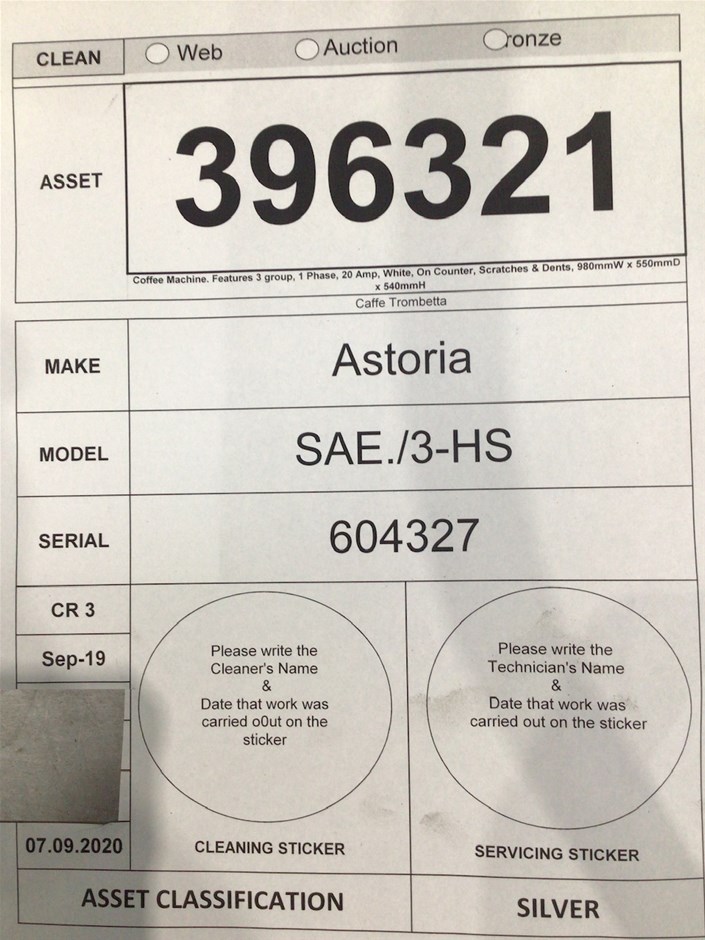 CLEAN
Web
Auction
ronze
ASSET
396321
Coffee Machine. Features 3 group, 1 Phase, 20 Amp, White, On Counter, Scratches & Dents, 980mmW x 550mmD
x 540mmH
Caffe Trombetta
MAKE
Astoria
MODEL
SAE./3-HS
SERIAL
604327
CR 3
Sep-19
07.09.2020
Please write the
Cleaner's Name
&
Date that work was
carried o0ut on the
sticker
CLEANING STICKER
Please write the
Technician's Name
&
Date that work was
carried out on the sticker
SERVICING STICKER
ASSET CLASSIFICATION
SILVER